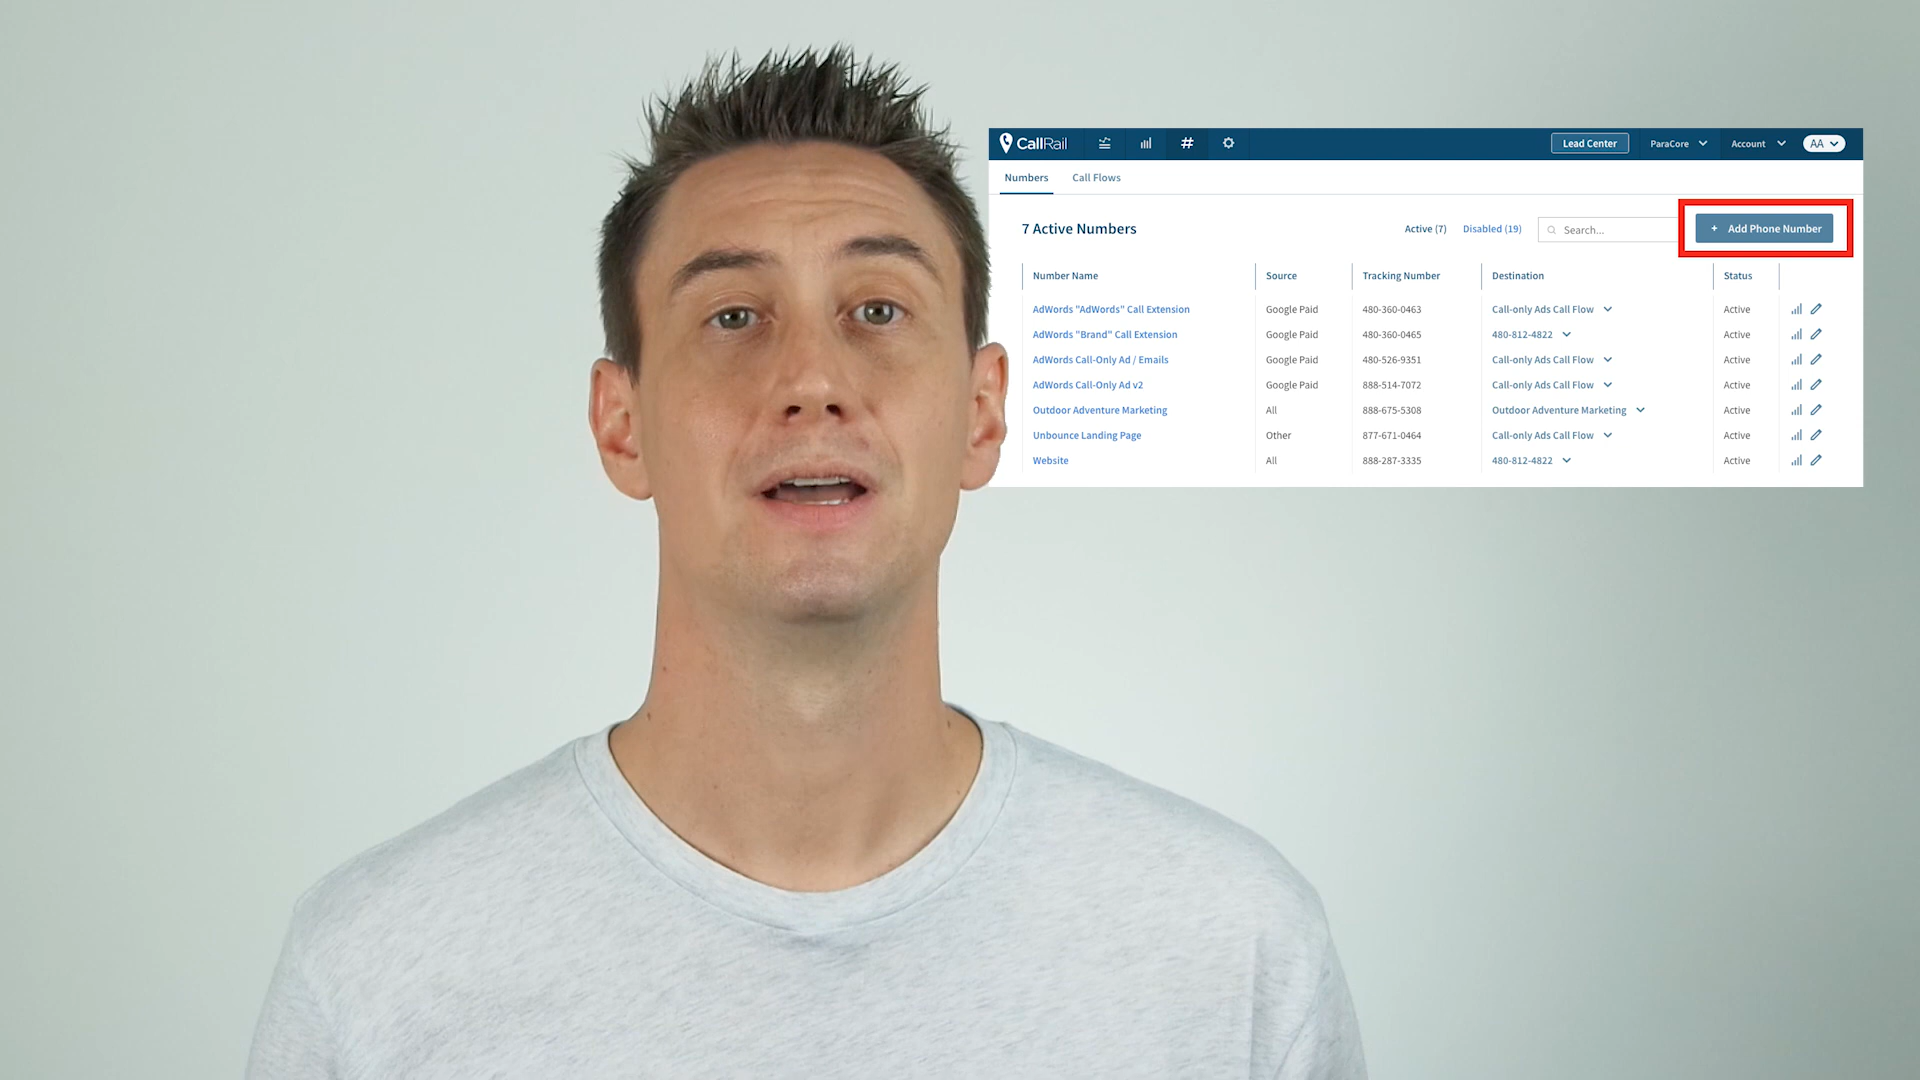 CallRail Lead Center ParaCore Account AA
Numbers Call Flows
7 Active Numbers Active (7) Disabled (19) Search... + Add Phone Number
Number Name Source Tracking Number Destination Status
AdWords "AdWords" Call Extension Google Paid 480-360-0463 Call-only Ads Call Flow Active
AdWords "Brand" Call Extension Google Paid 480-360-0465 480-812-4822 Active
AdWords Call-Only Ad / Emails Google Paid 480-526-9351 Call-only Ads Call Flow Active
AdWords Call-Only Ad v2 Google Paid 888-514-7072 Call-only Ads Call Flow Active
Outdoor Adventure Marketing All 888-675-5308 Outdoor Adventure Marketing Active
Unbounce Landing Page Other 877-671-0464 Call-only Ads Call Flow Active
Website All 888-287-3335 480-812-4822 Active